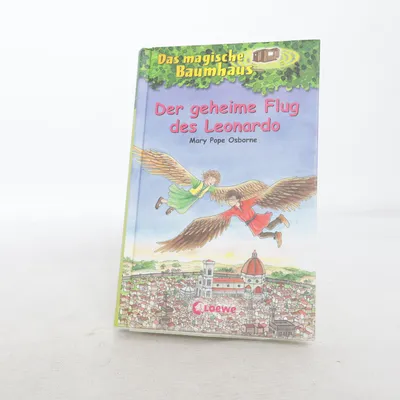 Das magische
Baumhaus
Der geheime Flug
des Leonardo
Mary Pope Osborne
Loewe